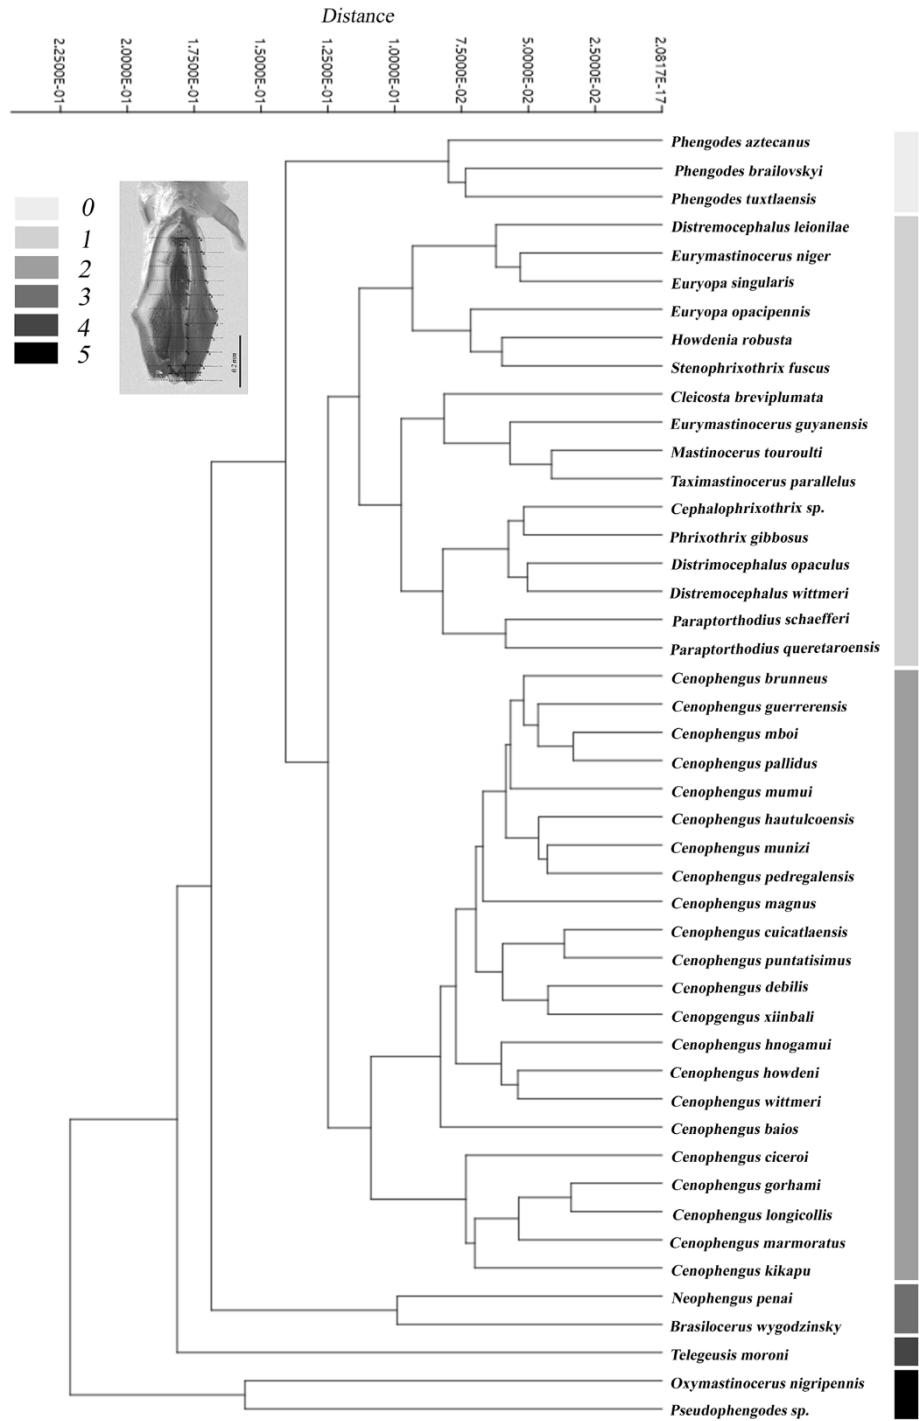 Distance
2.2500E-01
2.0000E-01
1.7500E-01
1.5000E-01
1.2500E-01
1.0000E-01
7.5000E-02
5.0000E-02
2.5000E-02
2.0817E-17
0
1
2
3
4
5
0.2 mm
Phengodes aztecanus
Phengodes brailovskyi
Phengodes tuxtlaensis
Distremocephalus leionilae
Eurymastinocerus niger
Euryopa singularis
Euryopa opacipennis
Howdenia robusta
Stenophrixothrix fuscus
Cleicosta breviplumata
Eurymastinocerus guyanensis
Mastinocerus touroulti
Taximastinocerus parallelus
Cephalophrixothrix sp.
Phrixothrix gibbosus
Distrimocephalus opaculus
Distremocephalus wittmeri
Paraptorthodius schaefferi
Paraptorthodius queretaroensis
Cenophengus brunneus
Cenophengus guerrerensis
Cenophengus mboi
Cenophengus pallidus
Cenophengus mumui
Cenophengus hautulcoensis
Cenophengus munizi
Cenophengus pedregalensis
Cenophengus magnus
Cenophengus cuicatlaensis
Cenophengus puntatisimus
Cenophengus debilis
Cenopgengus xiinbali
Cenophengus hnogamui
Cenophengus howdeni
Cenophengus wittmeri
Cenophengus baios
Cenophengus ciceroi
Cenophengus gorhami
Cenophengus longicollis
Cenophengus marmoratus
Cenophengus kikapu
Neophengus penai
Brasilocerus wygodzinsky
Telegeusis moroni
Oxymastinocerus nigripennis
Pseudophengodes sp.